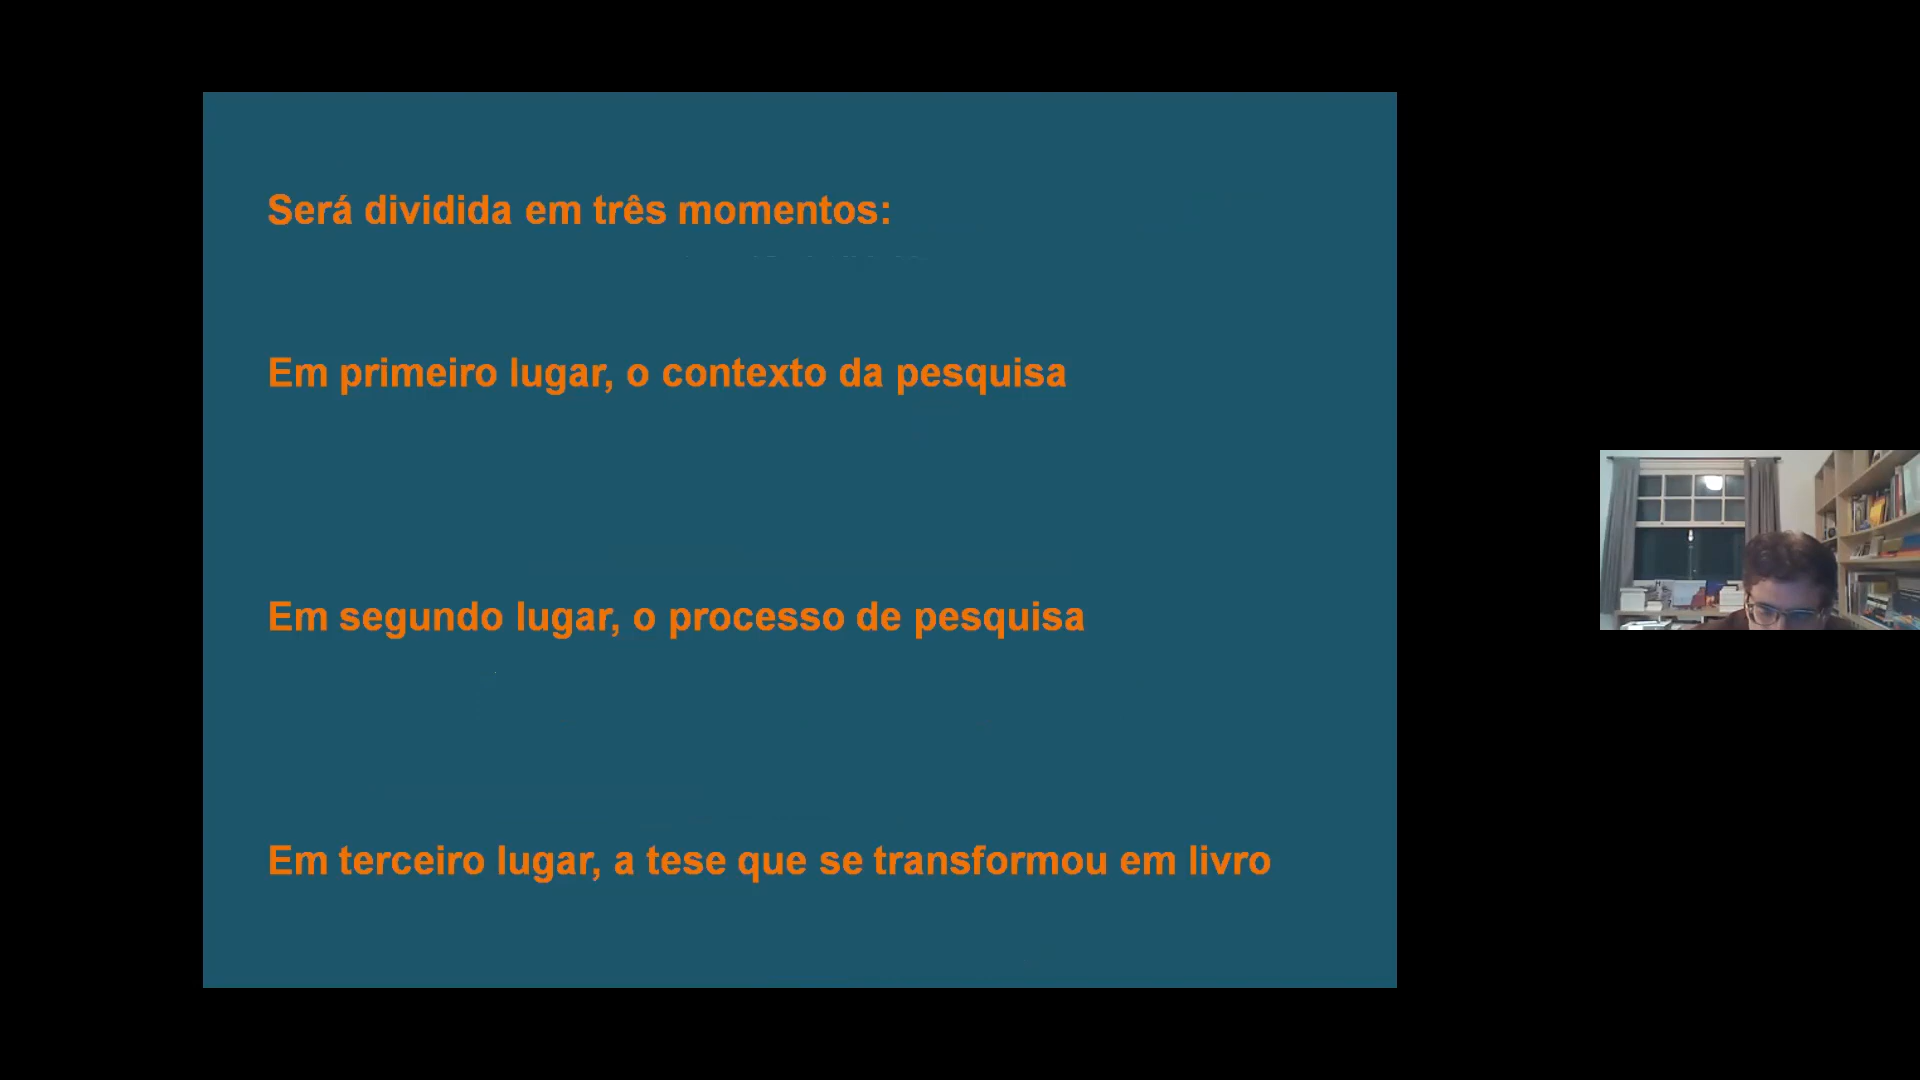 Será dividida em três momentos:
Em primeiro lugar, o contexto da pesquisa
Em segundo lugar, o processo de pesquisa
Em terceiro lugar, a tese que se transformou em livro